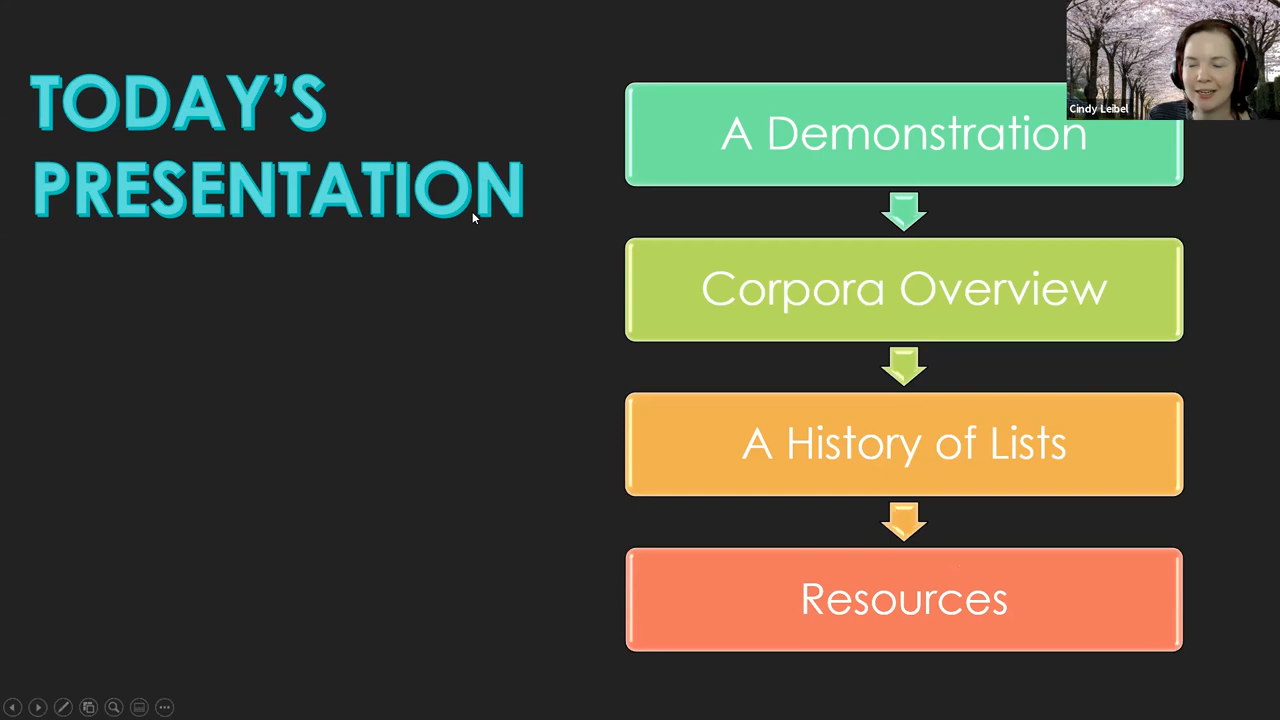 TODAY'S
PRESENTATION
Cindy Leibel
A Demonstration
Corpora Overview
A History of Lists
Resources